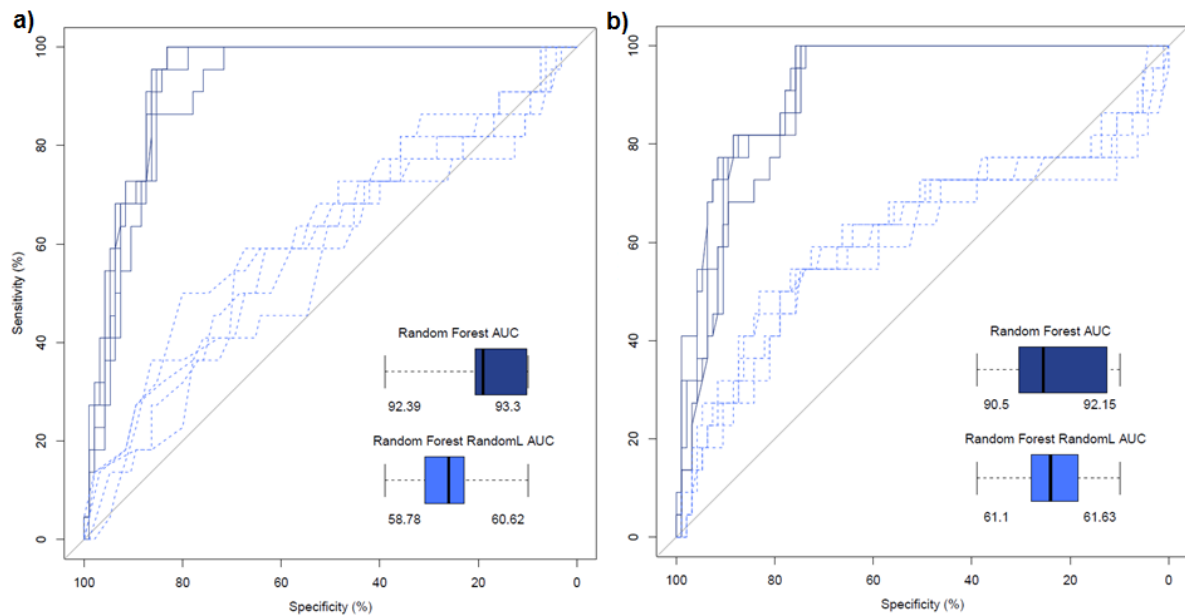 a)
100
80
60
40
20
0
Sensitivity (%)
Random Forest AUC
92.39 93.3
Random Forest RandomL AUC
58.78 60.62
100 80 60 40 20 0
Specificity (%)
b)
100
80
60
40
20
0
Random Forest AUC
90.5 92.15
Random Forest RandomL AUC
61.1 61.63
100 80 60 40 20 0
Specificity (%)